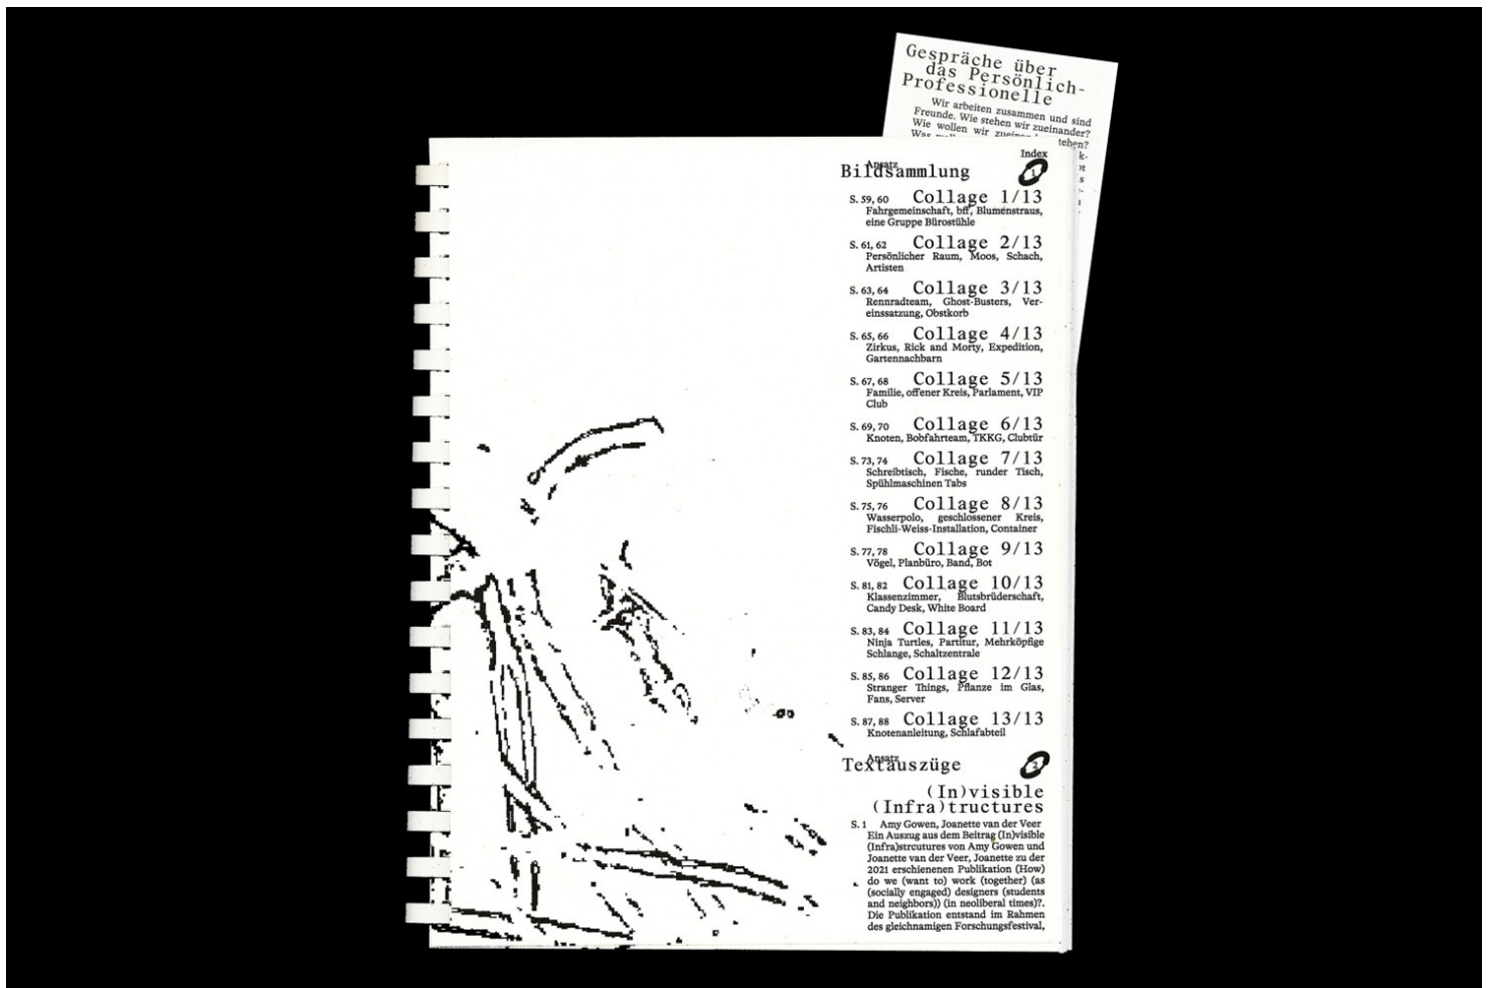 Gespräche über
das Persönlich-
Professionelle
Wir arbeiten zusammen und sind
Freunde. Wie stehen wir zueinander?
Wie wollen wir
Index
Ansatz
Bildsammlung
1
S. 59, 60 Collage 1/13
Fahrgemeinschaft, bff, Blumenstraus,
eine Gruppe Bürostühle
S. 61, 62 Collage 2/13
Persönlicher Raum, Moos, Schach,
Artisten
S. 63, 64 Collage 3/13
Rennradteam, Ghost-Busters, Ver-
einssatzung, Obstkorb
S. 65, 66 Collage 4/13
Zirkus, Rick and Morty, Expedition,
Gartennachbarn
S. 67, 68 Collage 5/13
Familie, offener Kreis, Parlament, VIP
Club
S. 69, 70 Collage 6/13
Knoten, Bobfahrteam, TKKG, Clubtür
S. 73, 74 Collage 7/13
Schreibtisch, Fische, runder Tisch,
Spühlmaschinen Tabs
S. 75, 76 Collage 8/13
Wasserpolo, geschlossener Kreis,
Fischli-Weiss-Installation, Container
S. 77, 78 Collage 9/13
Vögel, Planbüro, Band, Bot
S. 81, 82 Collage 10/13
Klassenzimmer, Blutsbrüderschaft,
Candy Desk, White Board
S. 83, 84 Collage 11/13
Ninja Turtles, Partitur, Mehrköpfige
Schlange, Schaltzentrale
S. 85, 86 Collage 12/13
Stranger Things, Pflanze im Glas,
Fans, Server
S. 87, 88 Collage 13/13
Knotenanleitung, Schlafabteil
Ansatz
Textauszüge
2
(In)visible
(Infra)tructures
S. 1 Amy Gowen, Joanette van der Veer
Ein Auszug aus dem Beitrag (In)visible
(Infra)strcutures von Amy Gowen und
Joanette van der Veer, Joanette zu der
2021 erschienenen Publikation (How)
do we (want to) work (together) (as
(socially engaged) designers (students
and neighbors)) (in neoliberal times)?.
Die Publikation entstand im Rahmen
des gleichnamigen Forschungsfestival,